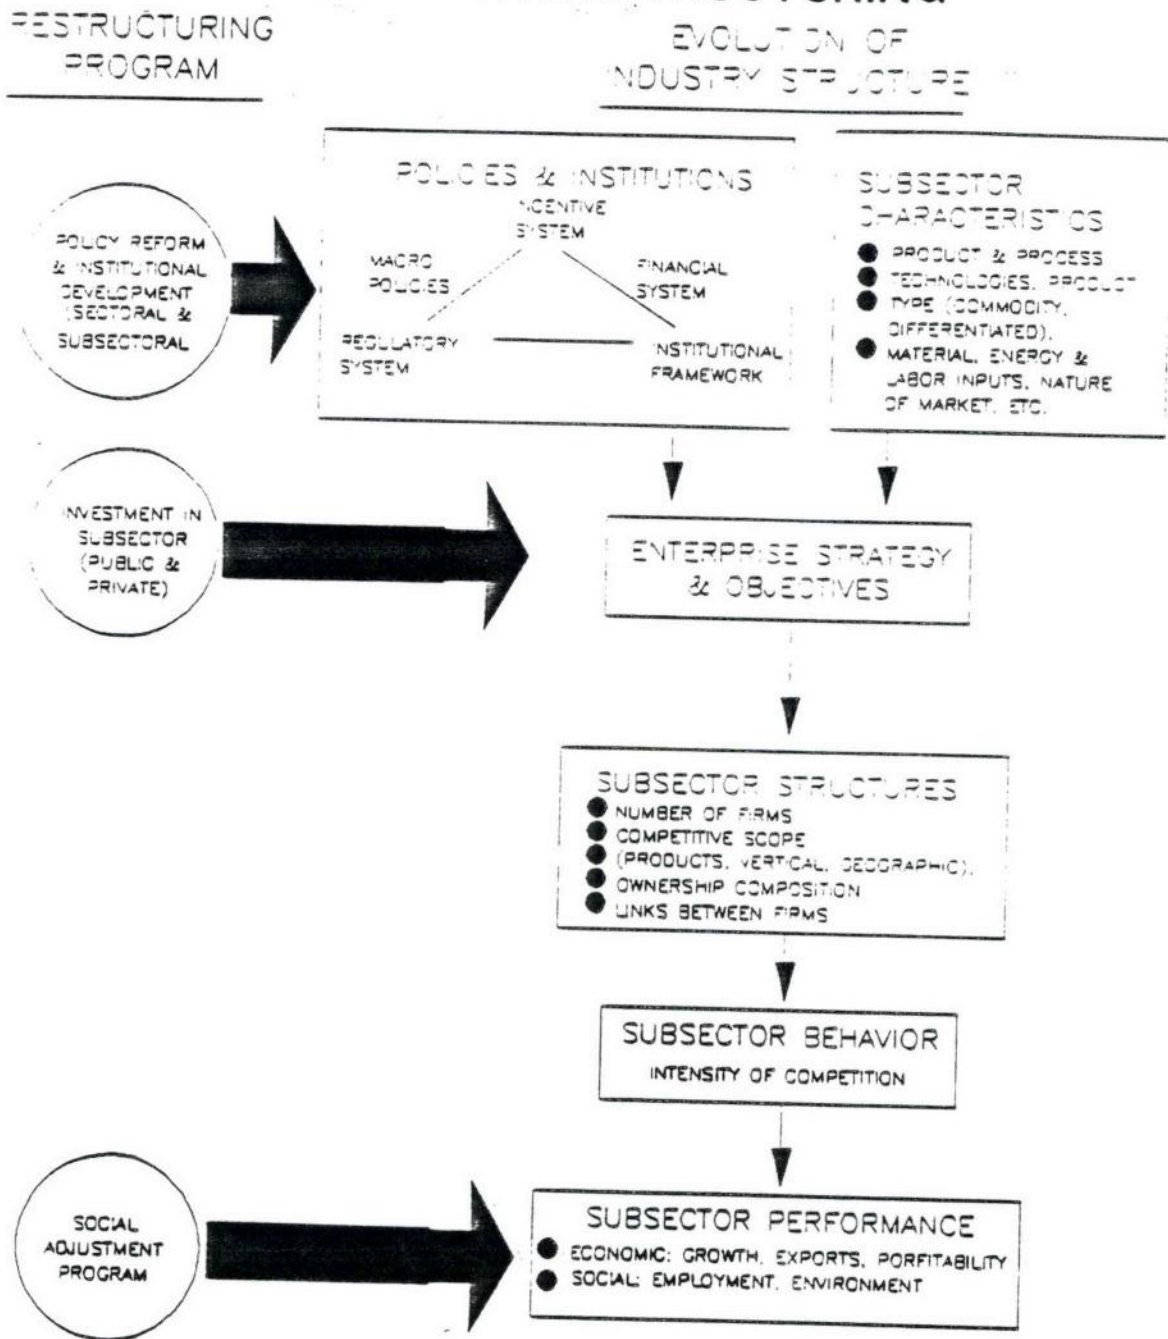 RESTRUCTURING
PROGRAM
EVOLUTION OF
INDUSTRY STRUCTURE
POLICIES & INSTITUTIONS
INCENTIVE
SYSTEM
MACRO
POLICIES
FINANCIAL
SYSTEM
REGULATORY
SYSTEM
INSTITUTIONAL
FRAMEWORK
SUBSECTOR
CHARACTERISTICS
● PRODUCT & PROCESS
● TECHNOLOGIES, PRODUCT
● TYPE (COMMODITY,
DIFFERENTIATED),
● MATERIAL, ENERGY &
LABOR INPUTS, NATURE
OF MARKET, ETC.
POLICY REFORM
& INSTITUTIONAL
DEVELOPMENT
(SECTORAL &
SUBSECTORAL
INVESTMENT IN
SUBSECTOR
(PUBLIC &
PRIVATE)
ENTERPRISE STRATEGY
& OBJECTIVES
SUBSECTOR STRUCTURES
● NUMBER OF FIRMS
● COMPETITIVE SCOPE
● (PRODUCTS, VERTICAL, GEOGRAPHIC),
● OWNERSHIP COMPOSITION
● LINKS BETWEEN FIRMS
SUBSECTOR BEHAVIOR
INTENSITY OF COMPETITION
SOCIAL
ADJUSTMENT
PROGRAM
SUBSECTOR PERFORMANCE
● ECONOMIC: GROWTH, EXPORTS, PORFITABILITY
● SOCIAL: EMPLOYMENT, ENVIRONMENT